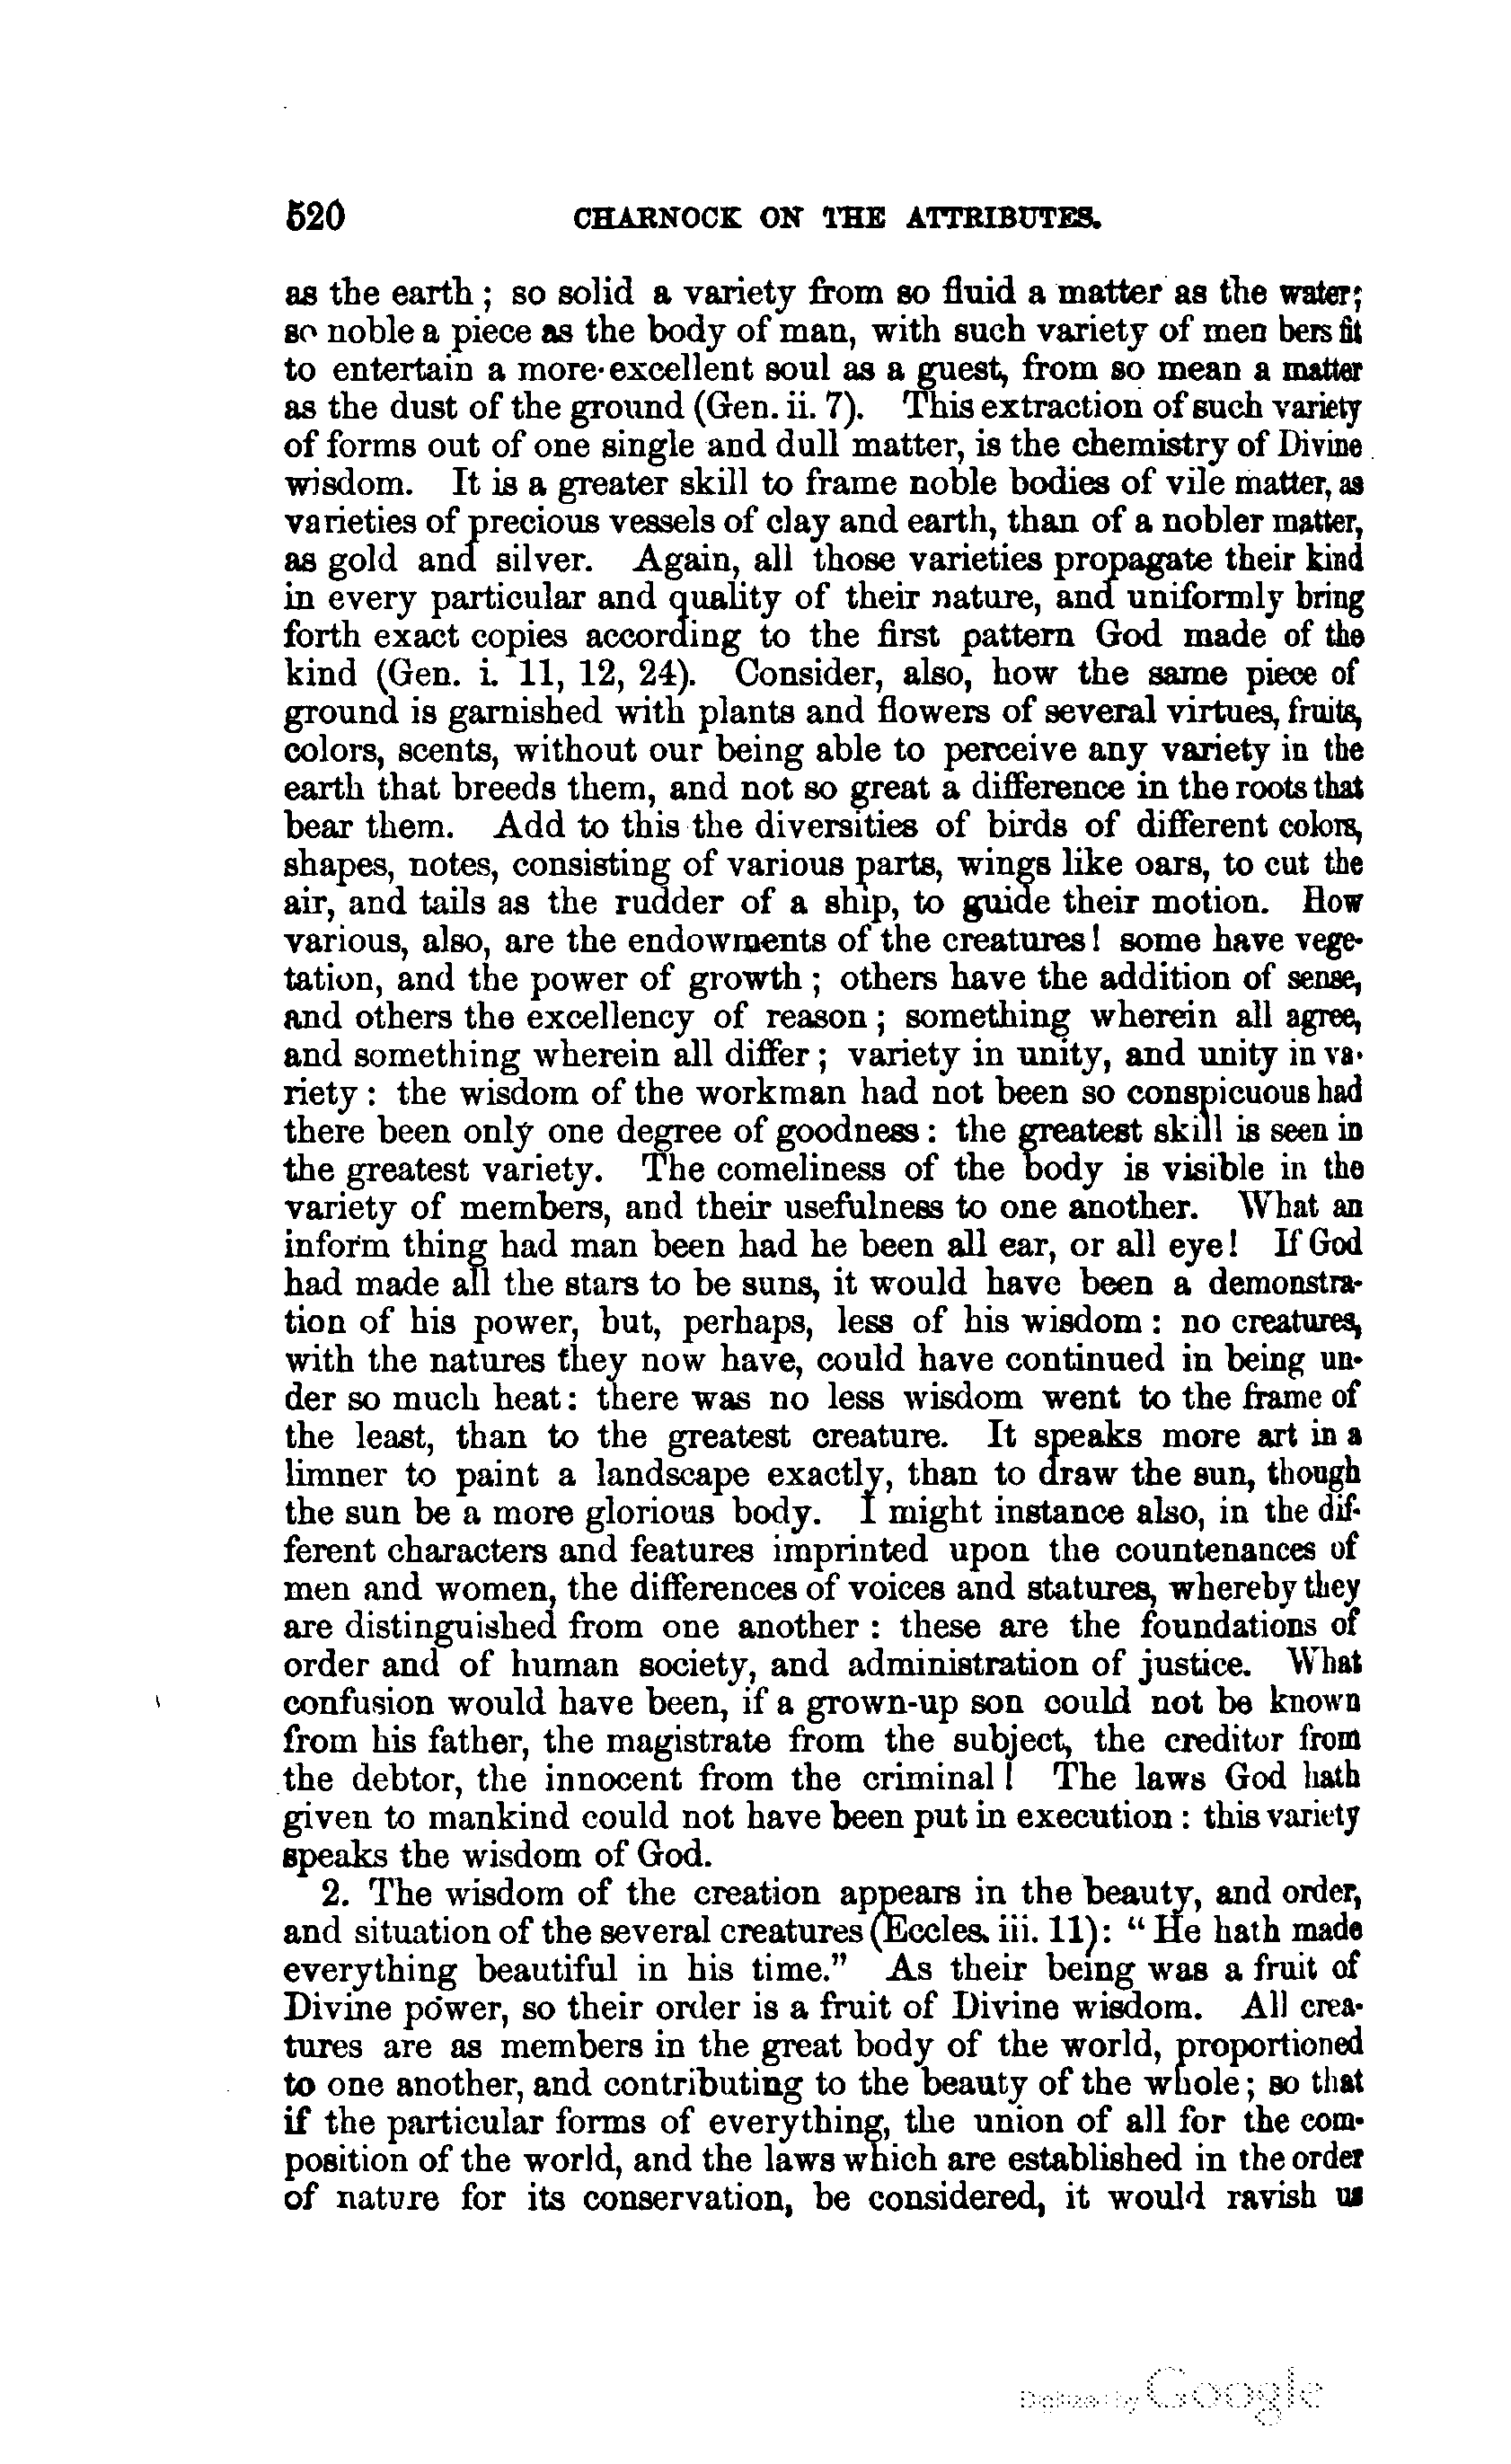 520 CHARNOCK ON THE ATTRIBUTES.
as the earth; so solid a variety from so fluid a matter as the water;
so noble a piece as the body of man, with such variety of men bers fit
to entertain a more excellent soul as a guest, from so mean a matter
as the dust of the ground (Gen. ii. 7). This extraction of such variety
of forms out of one single and dull matter, is the chemistry of Divine
wisdom. It is a greater skill to frame noble bodies of vile matter, as
varieties of precious vessels of clay and earth, than of a nobler matter,
as gold and silver. Again, all those varieties propagate their kind
in every particular and quality of their nature, and uniformly bring
forth exact copies according to the first pattern God made of the
kind (Gen. i. 11, 12, 24). Consider, also, how the same piece of
ground is garnished with plants and flowers of several virtues, fruits,
colors, scents, without our being able to perceive any variety in the
earth that breeds them, and not so great a difference in the roots that
bear them. Add to this the diversities of birds of different colors,
shapes, notes, consisting of various parts, wings like oars, to cut the
air, and tails as the rudder of a ship, to guide their motion. How
various, also, are the endowments of the creatures! some have vege-
tation, and the power of growth; others have the addition of sense,
and others the excellency of reason; something wherein all agree,
and something wherein all differ; variety in unity, and unity in va-
riety: the wisdom of the workman had not been so conspicuous had
there been only one degree of goodness: the greatest skill is seen in
the greatest variety. The comeliness of the body is visible in the
variety of members, and their usefulness to one another. What an
inform thing had man been had he been all ear, or all eye! If God
had made all the stars to be suns, it would have been a demonstra-
tion of his power, but, perhaps, less of his wisdom: no creatures,
with the natures they now have, could have continued in being un-
der so much heat: there was no less wisdom went to the frame of
the least, than to the greatest creature. It speaks more art in a
limner to paint a landscape exactly, than to draw the sun, though
the sun be a more glorious body. I might instance also, in the dif-
ferent characters and features imprinted upon the countenances of
men and women, the differences of voices and statures, whereby they
are distinguished from one another: these are the foundations of
order and of human society, and administration of justice. What
confusion would have been, if a grown-up son could not be known
from his father, the magistrate from the subject, the creditor from
the debtor, the innocent from the criminal! The laws God hath
given to mankind could not have been put in execution: this variety
speaks the wisdom of God.
2. The wisdom of the creation appears in the beauty, and order,
and situation of the several creatures (Eccles. iii. 11): "He hath made
everything beautiful in his time." As their being was a fruit of
Divine power, so their order is a fruit of Divine wisdom. All crea-
tures are as members in the great body of the world, proportioned
to one another, and contributing to the beauty of the whole; so that
if the particular forms of everything, the union of all for the com-
position of the world, and the laws which are established in the order
of nature for its conservation, be considered, it would ravish us
Digitized by Google